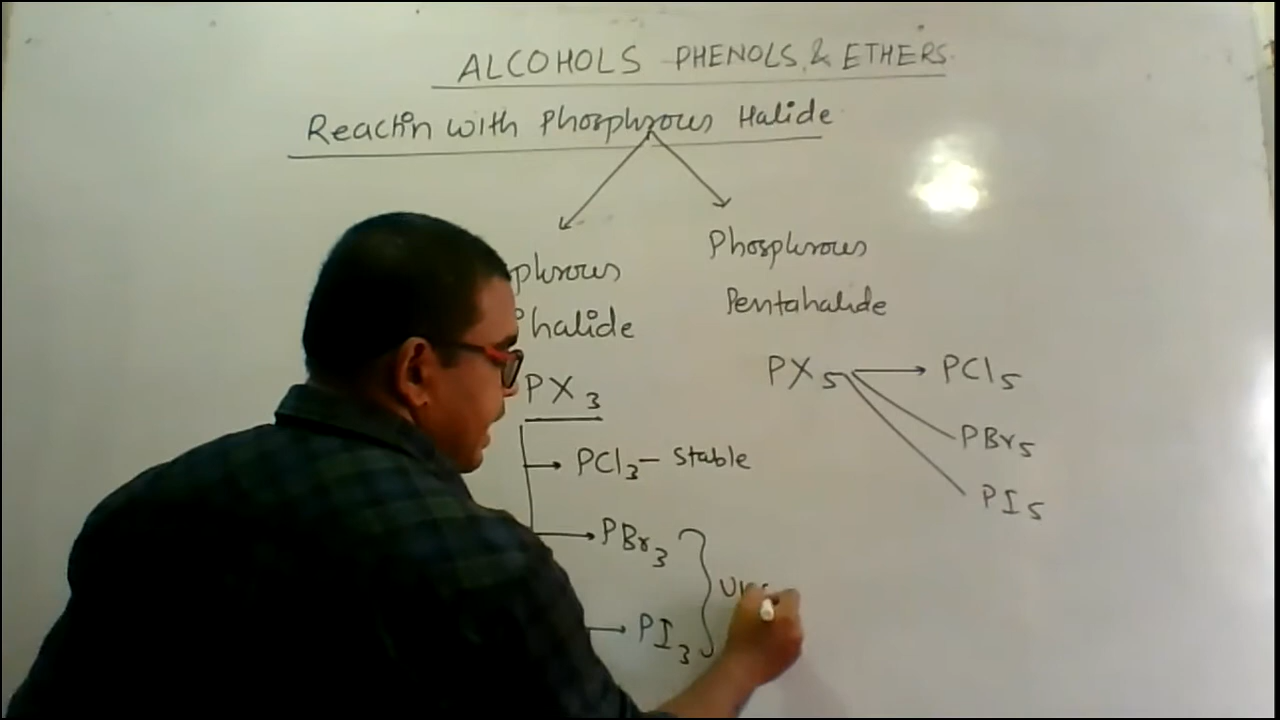 ALCOHOLS PHENOLS & ETHERS.
Reactin with Phosphrous Halide
phrous
halide
PX3
PCl3 - Stable
PBr3
PI3
Phosphrous
Pentahalide
PX5
PCl5
PBr5
PI5